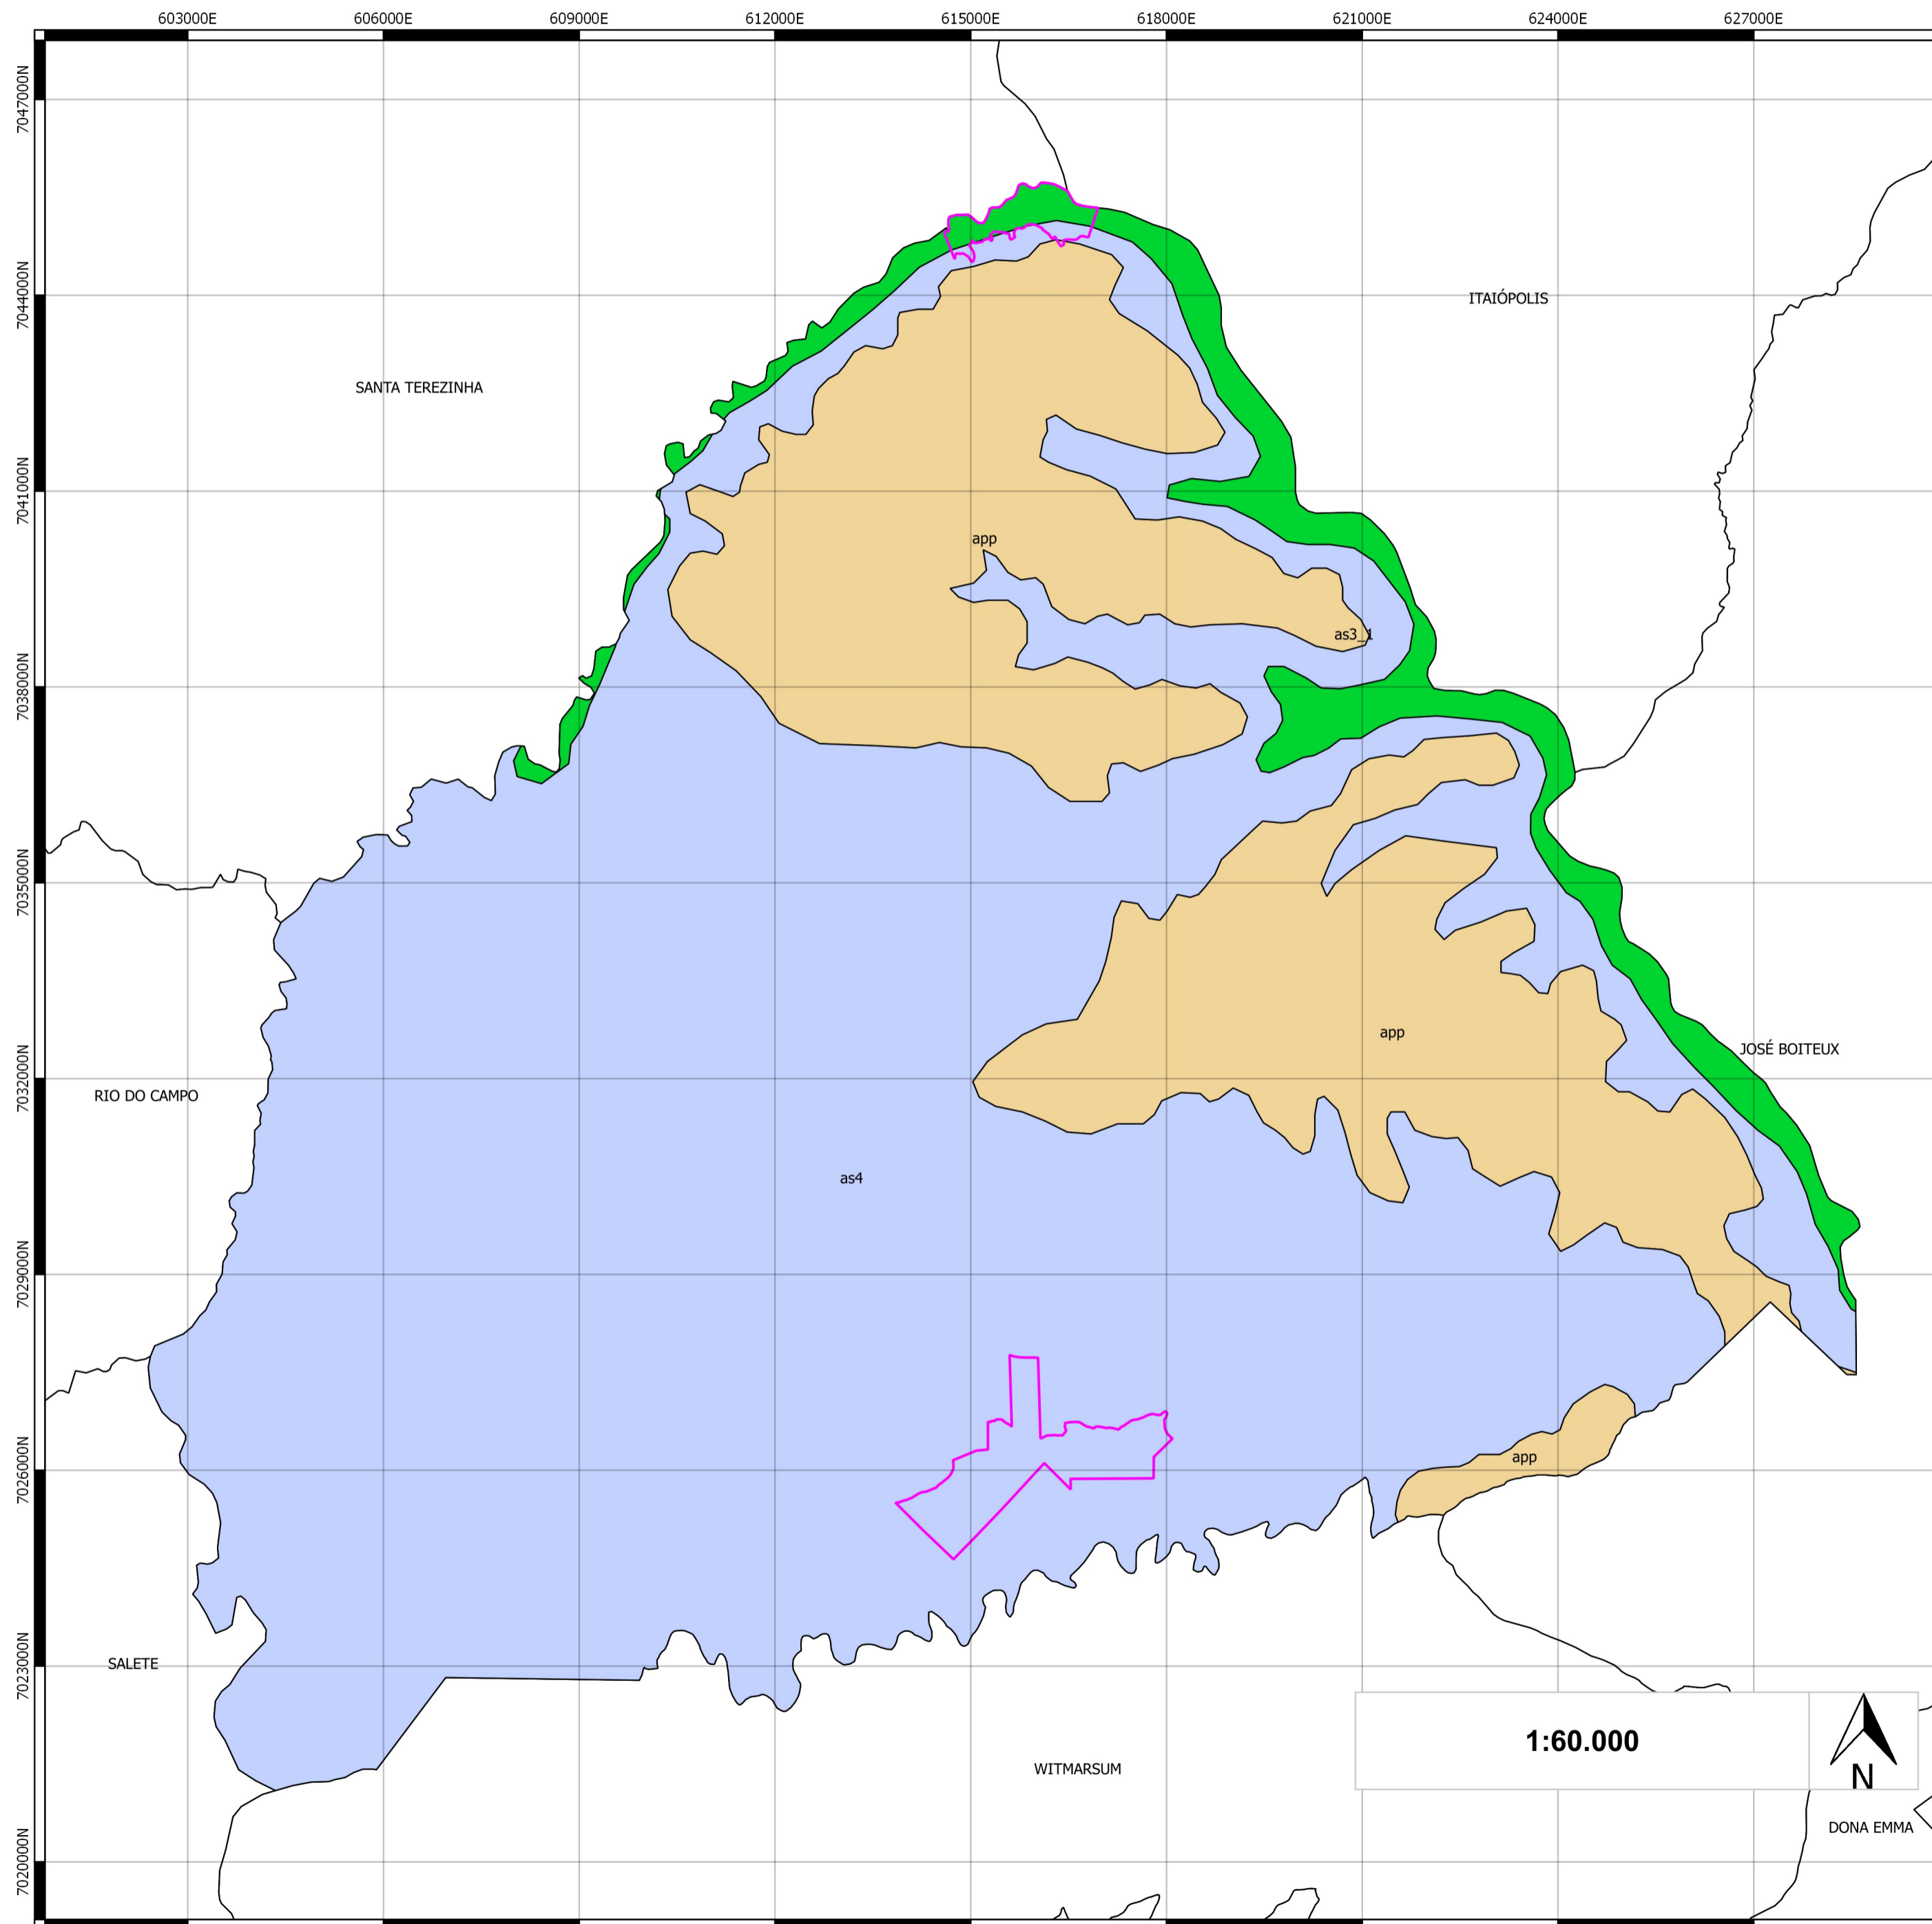 603000E 606000E 609000E 612000E 615000E 618000E 621000E 624000E 627000E
7047000N
7044000N
ITAIÓPOLIS
SANTA TEREZINHA
7041000N
app
as3_1
7038000N
7035000N
app
JOSÉ BOITEUX
7032000N
RIO DO CAMPO
as4
7029000N
app
7026000N
SALETE
7023000N
1:60.000
WITMARSUM
N
DONA EMMA
7020000N